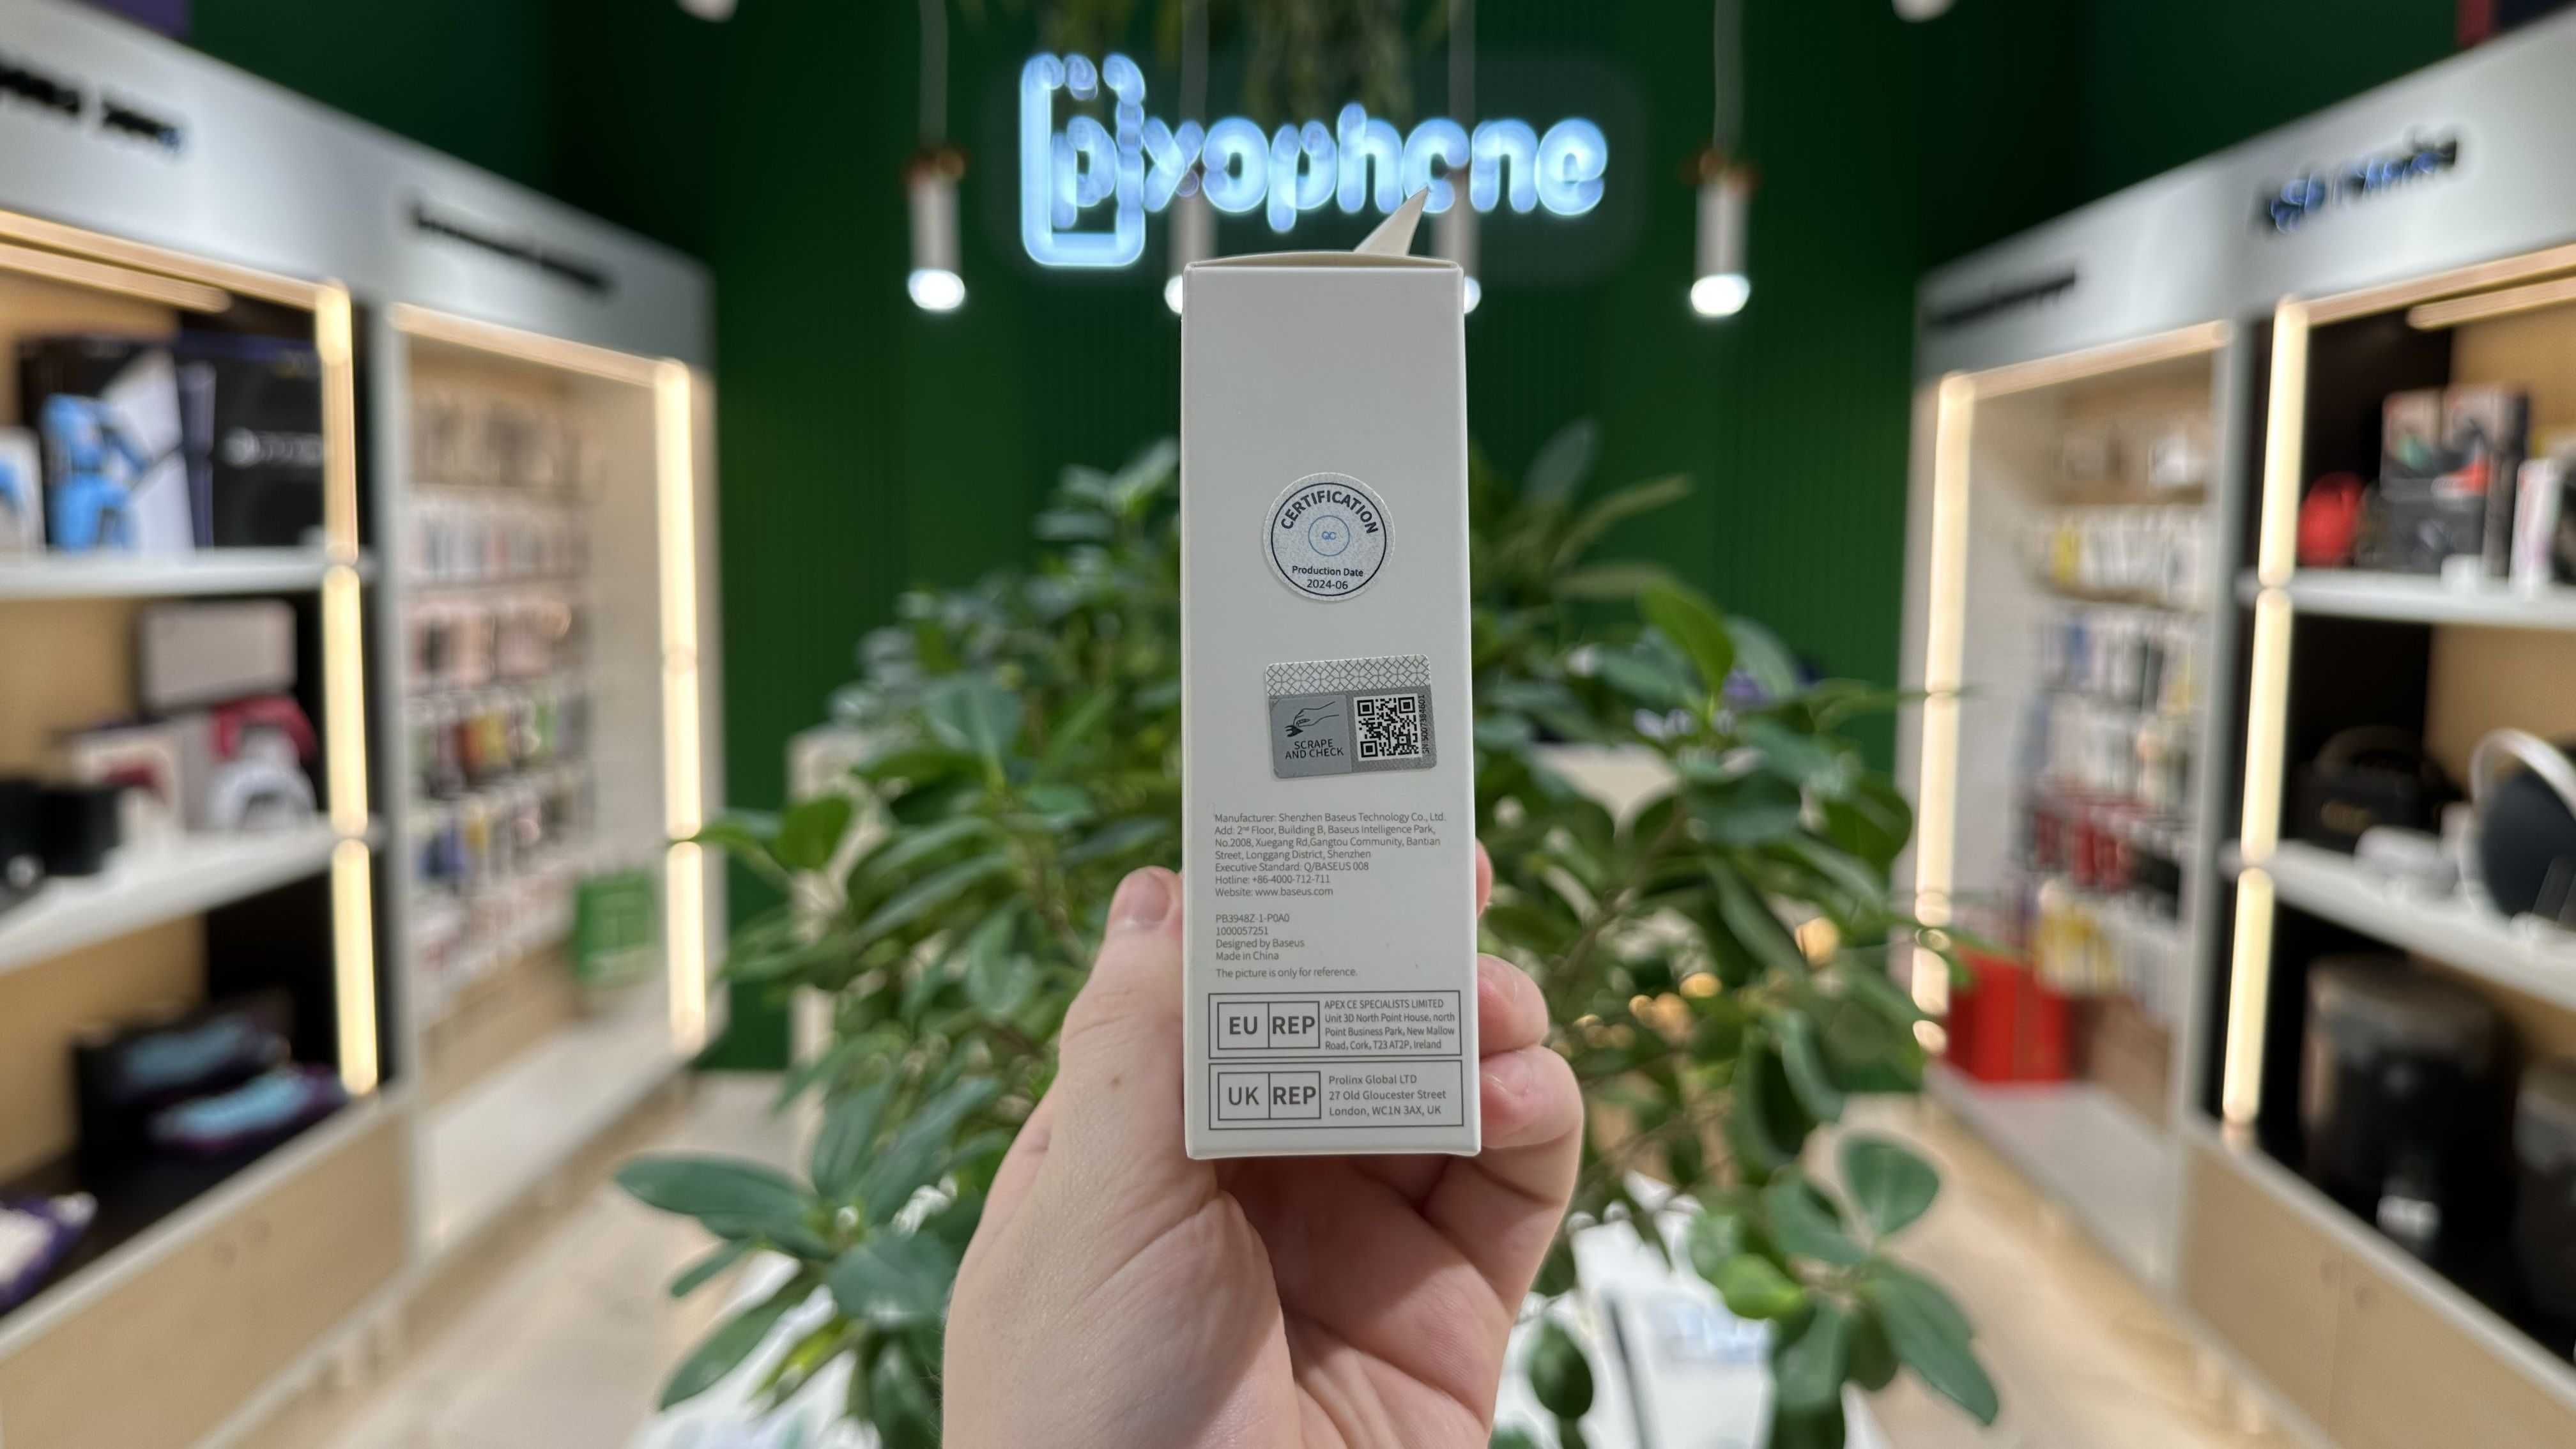 pixophone
CERTIFICATION
QC
Production Date
2024-06
SCRAPE
AND CHECK
Manufacturer: Shenzhen Baseus Technology Co., Ltd.
Add: 2nd Floor, Building B, Baseus Intelligence Park,
No.2008, Xuegang Rd,Gangtou Community, Bantian
Street, Longgang District, Shenzhen
Executive Standard: Q/BASEUS 008
Hotline: +86-4000-712-711
Website: www.baseus.com
PB3948Z-1-P0A0
1000057251
Designed by Baseus
Made in China
The picture is only for reference.
EU REP
APEX CE SPECIALISTS LIMITED
Unit 3D North Point House, north
Point Business Park, New Mallow
Road, Cork, T23 AT2P, Ireland
UK REP
Prolinx Global LTD
27 Old Gloucester Street
London, WC1N 3AX, UK